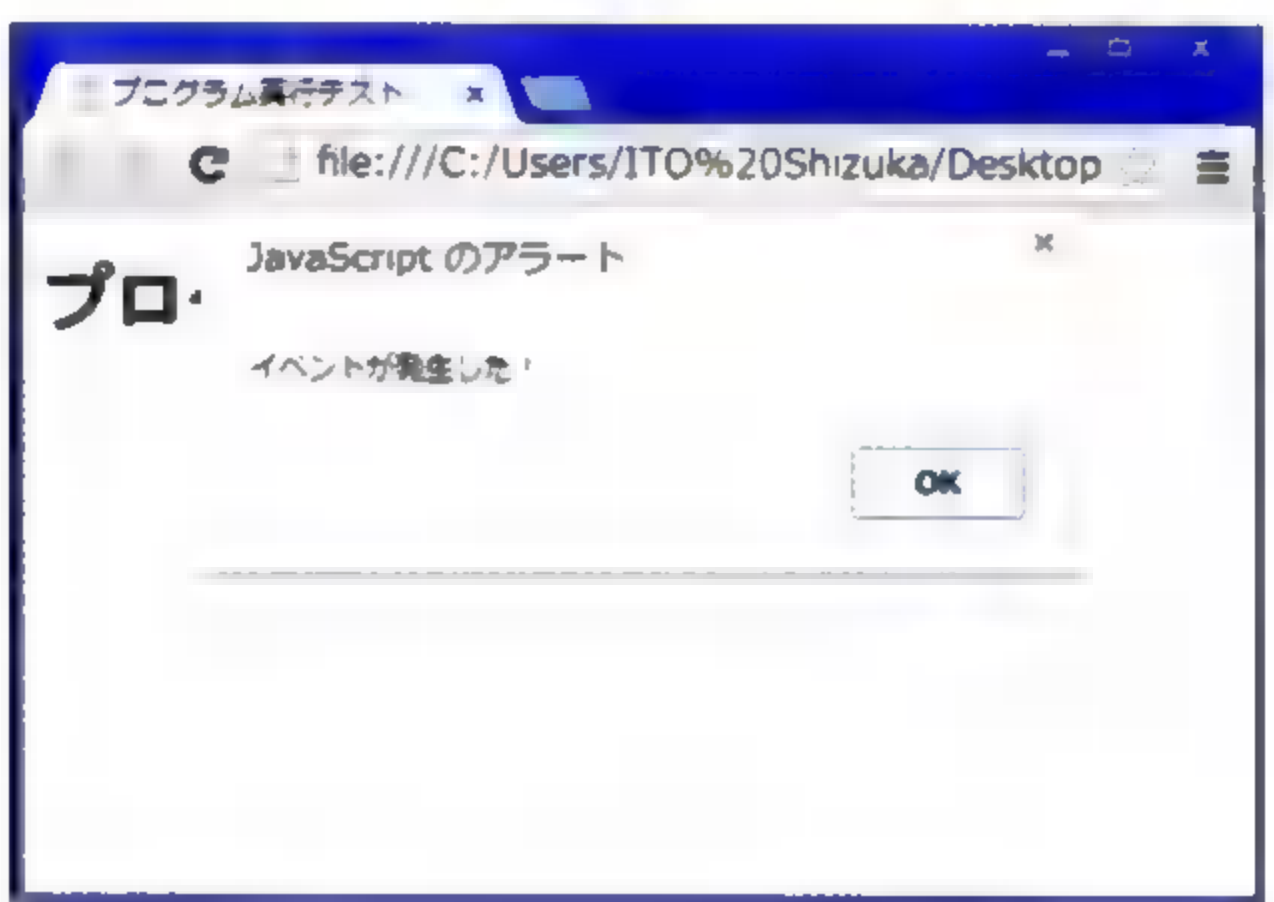 プログラム実行テスト
file:///C:/Users/ITO%20Shizuka/Desktop
JavaScript のアラート
プロ
イベントが発生した！
OK